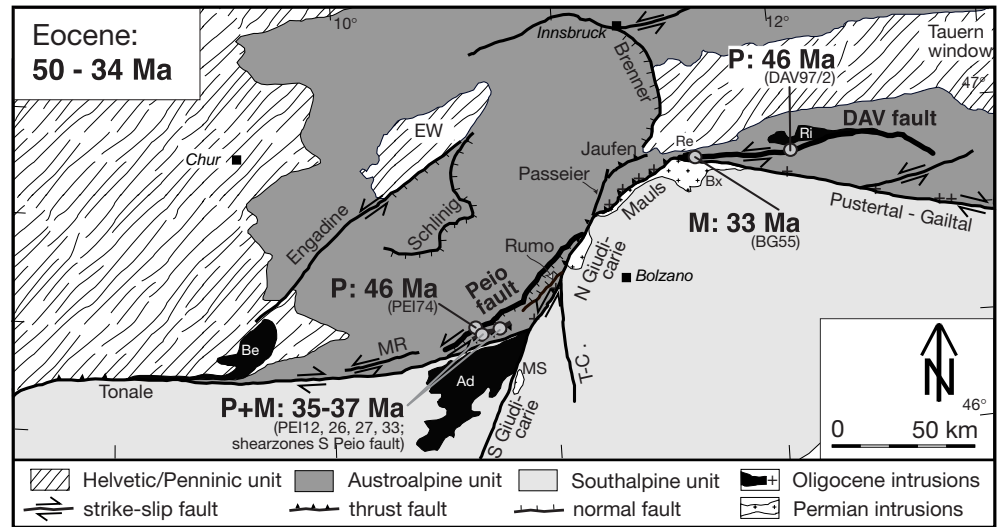 Eocene:
50 - 34 Ma
10°
12°
Innsbruck
Brenner
Tauern
window
P: 46 Ma
(DAV97/2)
47°
EW
Chur
Jaufen
Re
Ri
DAV fault
Passeier
Mauls
Bx
Engadine
Schlinig
M: 33 Ma
(BG55)
Pustertal - Gailtal
Rumo
N Giudi-
carie
Bolzano
P: 46 Ma
(PEI74)
Peio
fault
Be
MR
T-C.
Tonale
Ad
MS
P+M: 35-37 Ma
(PEI12, 26, 27, 33;
shearzones S Peio fault)
S Giudi-
carie
N
46°
0 50 km
Helvetic/Penninic unit
Austroalpine unit
Southalpine unit
Oligocene intrusions
strike-slip fault
thrust fault
normal fault
Permian intrusions